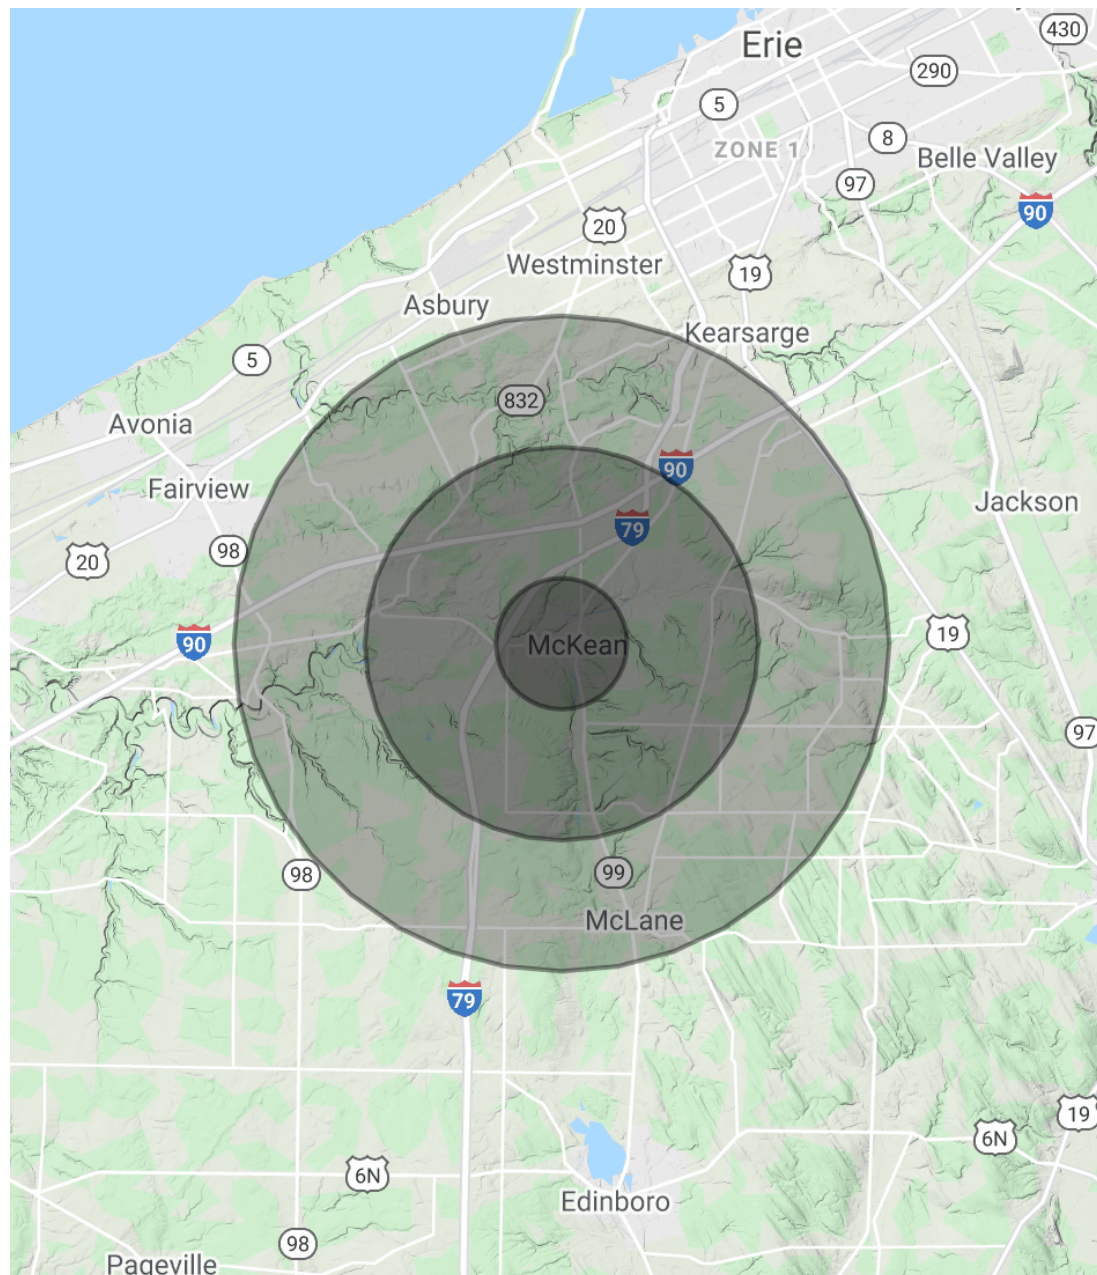 Erie
430
290
5
ZONE 1
8
Belle Valley
97
90
20
Westminster
19
Asbury
Kearsarge
5
832
Avonia
90
Fairview
Jackson
79
98
20
McKean
19
90
97
98
99
McLane
79
19
6N
6N
Edinboro
98
Pageville